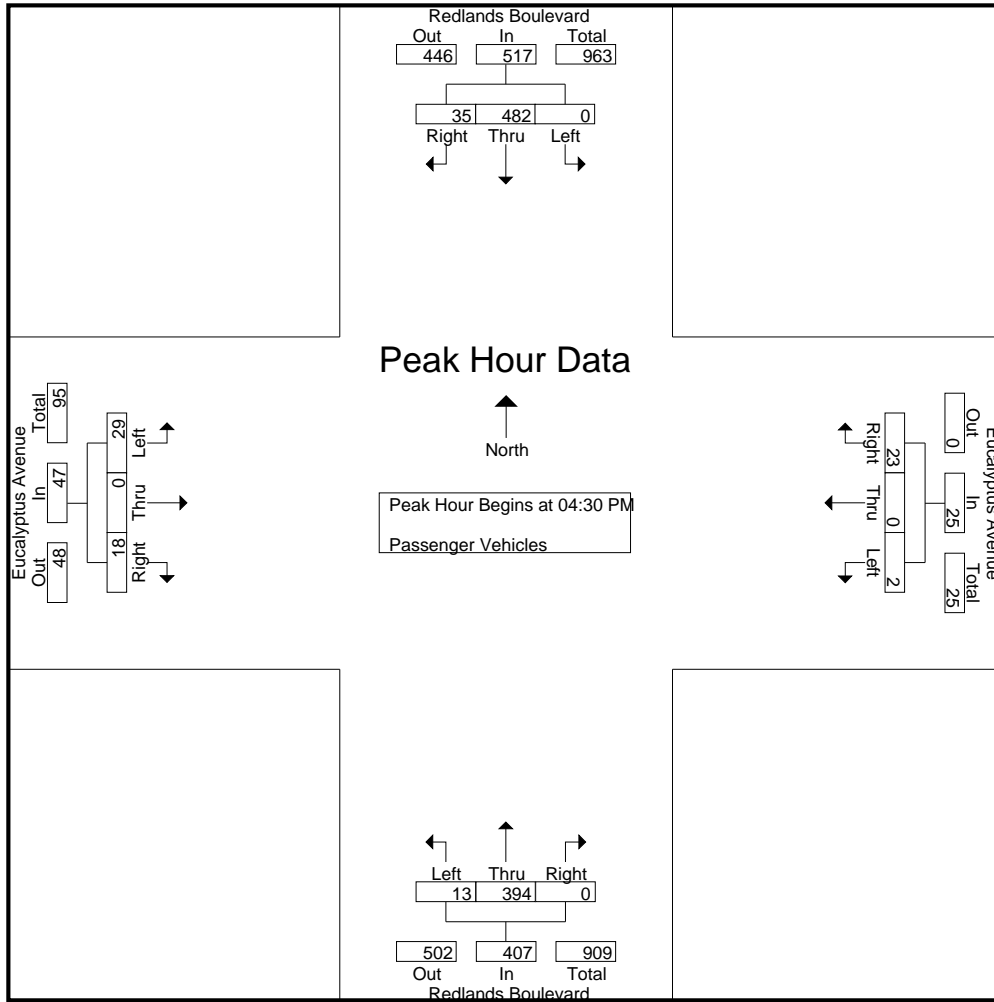 Redlands Boulevard
Out In Total
446 517 963
35 482 0
Right Thru Left
Peak Hour Data
North
Peak Hour Begins at 04:30 PM
Passenger Vehicles
Eucalyptus Avenue
Total In Out
95 47 48
29 0 18
Left Thru Right
Eucalyptus Avenue
Out In Total
0 25 25
23 0 2
Right Thru Left
Left Thru Right
13 394 0
502 407 909
Out In Total
Redlands Boulevard